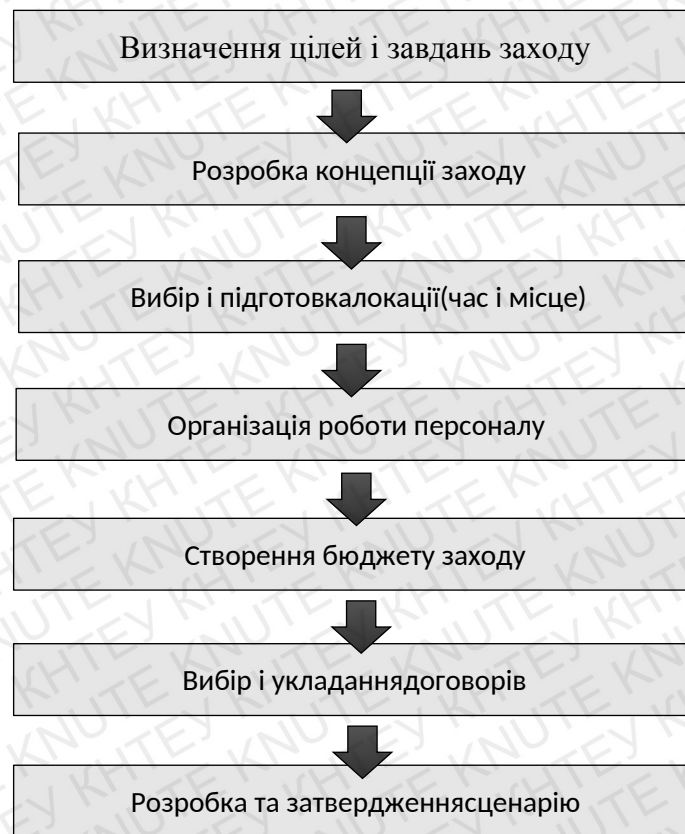 Визначення цілей і завдань заходу
Розробка концепції заходу
Вибір і підготовкалокації(час і місце)
Організація роботи персоналу
Створення бюджету заходу
Вибір і укладаннядоговорів
Розробка та затвердженнясценарію